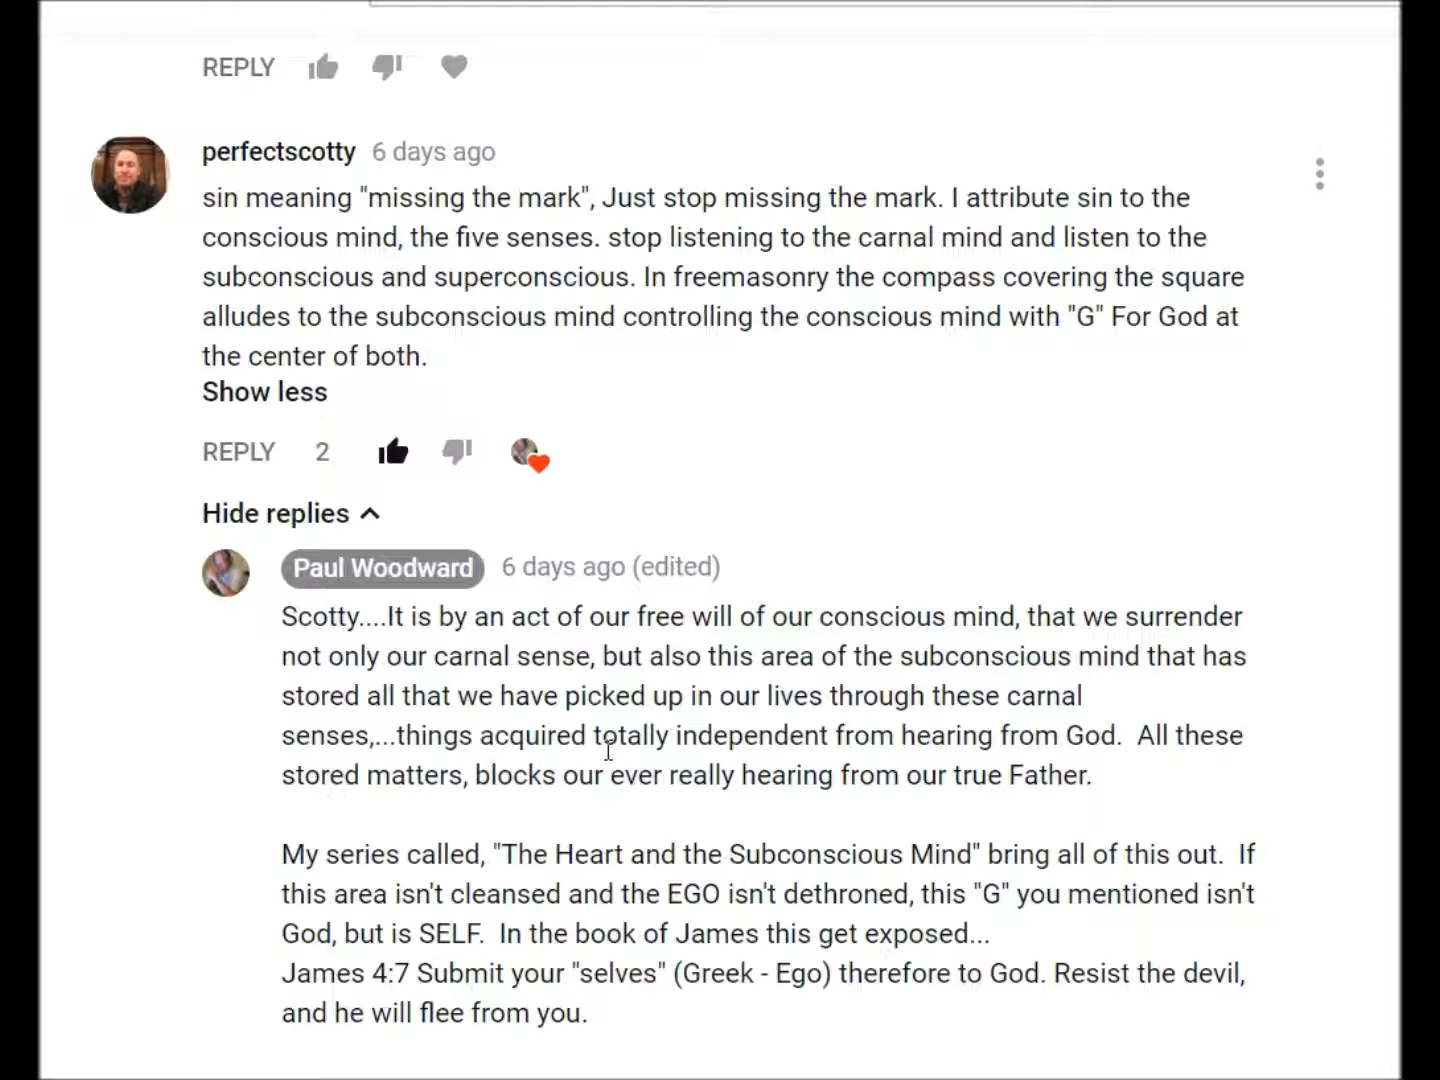 REPLY
perfectscotty 6 days ago
sin meaning "missing the mark", Just stop missing the mark. I attribute sin to the
conscious mind, the five senses. stop listening to the carnal mind and listen to the
subconscious and superconscious. In freemasonry the compass covering the square
alludes to the subconscious mind controlling the conscious mind with "G" For God at
the center of both.
Show less
REPLY 2
Hide replies
Paul Woodward 6 days ago (edited)
Scotty....It is by an act of our free will of our conscious mind, that we surrender
not only our carnal sense, but also this area of the subconscious mind that has
stored all that we have picked up in our lives through these carnal
senses,...things acquired totally independent from hearing from God.  All these
stored matters, blocks our ever really hearing from our true Father.
My series called, "The Heart and the Subconscious Mind" bring all of this out.  If
this area isn't cleansed and the EGO isn't dethroned, this "G" you mentioned isn't
God, but is SELF.  In the book of James this get exposed...
James 4:7 Submit your "selves" (Greek - Ego) therefore to God. Resist the devil,
and he will flee from you.